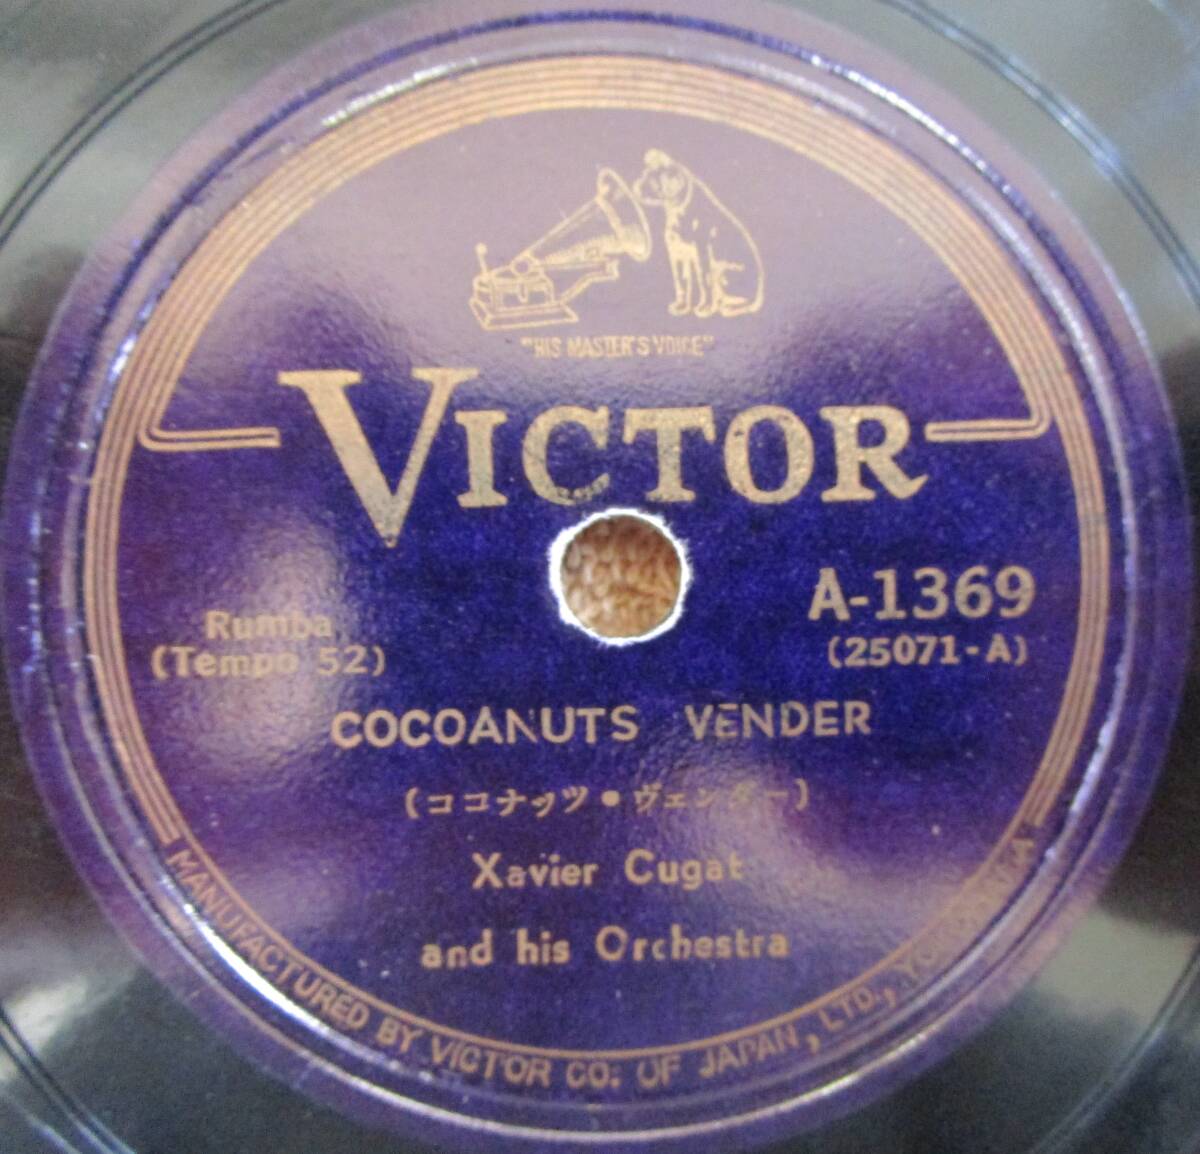 "HIS MASTER'S VOICE"
VICTOR
A-1369
(25071-A)
Rumba
(Tempo 52)
COCOANUTS VENDER
(ココナッツ•ヴェンダー)
Xavier Cugat
and his Orchestra
MANUFACTURED BY VICTOR CO. OF JAPAN, LTD., YOKOHAMA